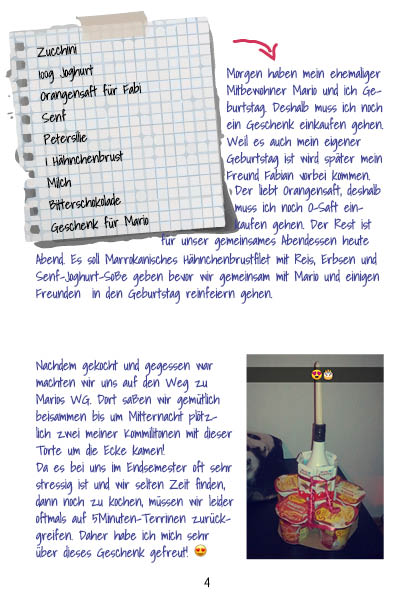 Zucchini
100g Joghurt
Orangensaft für Fabi
Senf
Petersilie
1 Hähnchenbrust
Milch
Bitterschokolade
Geschenk für Mario
Morgen haben mein ehemaliger
Mitbewohner Mario und ich Ge-
burtstag. Deshalb muss ich noch
ein Geschenk einkaufen gehen.
Weil es auch mein eigener
Geburtstag ist wird später mein
Freund Fabian vorbei kommen.
Der liebt Orangensaft, deshalb
muss ich noch O-Saft ein-
kaufen gehen. Der Rest ist
für unser gemeinsames Abendessen heute
Abend. Es soll Marrokanisches Hähnchenbrustfilet mit Reis, Erbsen und
Senf-Joghurt-Soße geben bevor wir gemeinsam mit Mario und einigen
Freunden in den Geburtstag reinfeiern gehen.
Nachdem gekocht und gegessen war
machten wir uns auf den Weg zu
Marios WG. Dort saßen wir gemütlich
beisammen bis um Mitternacht plötz-
lich zwei meiner Kommilitonen mit dieser
Torte um die Ecke kamen!
Da es bei uns im Endsemester oft sehr
stressig ist und wir selten Zeit finden,
dann noch zu kochen, müssen wir leider
oftmals auf 5Minuten-Terrinen zurück-
greifen. Daher habe ich mich sehr
über dieses Geschenk gefreut! 😍
😍🎂
4